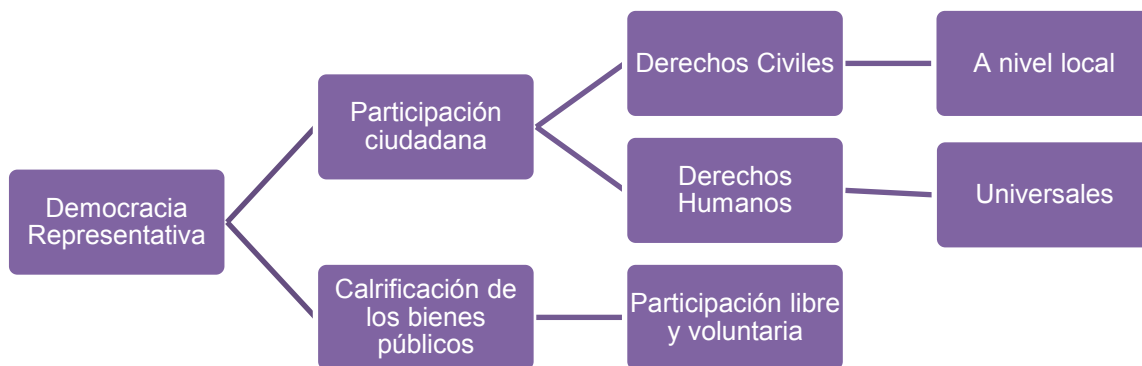 Democracia
Representativa
Participación
ciudadana
Derechos Civiles
A nivel local
Derechos
Humanos
Universales
Calrificación de
los bienes
públicos
Participación libre
y voluntaria